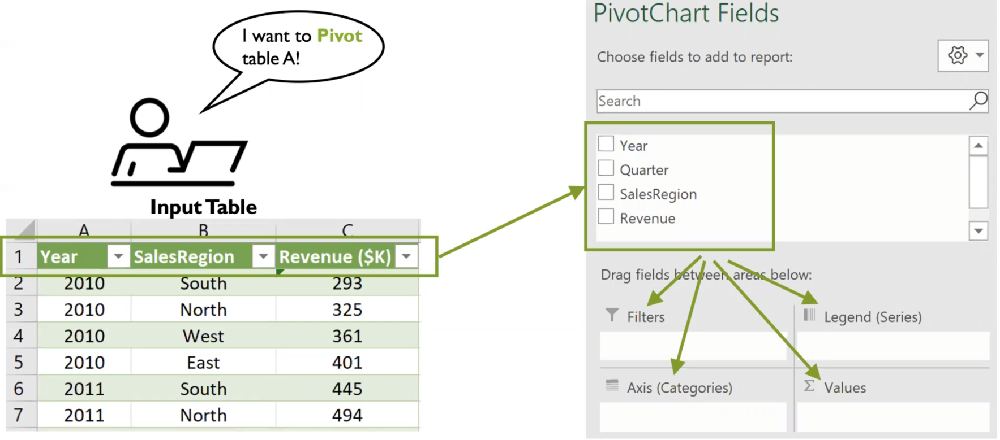 I want to Pivot
table A!
Input Table
A B C
1 Year SalesRegion Revenue ($K)
2 2010 South 293
3 2010 North 325
4 2010 West 361
5 2010 East 401
6 2011 South 445
7 2011 North 494
PivotChart Fields
Choose fields to add to report:
Search
Year
Quarter
SalesRegion
Revenue
Drag fields between areas below:
Filters
Legend (Series)
Axis (Categories)
Σ Values